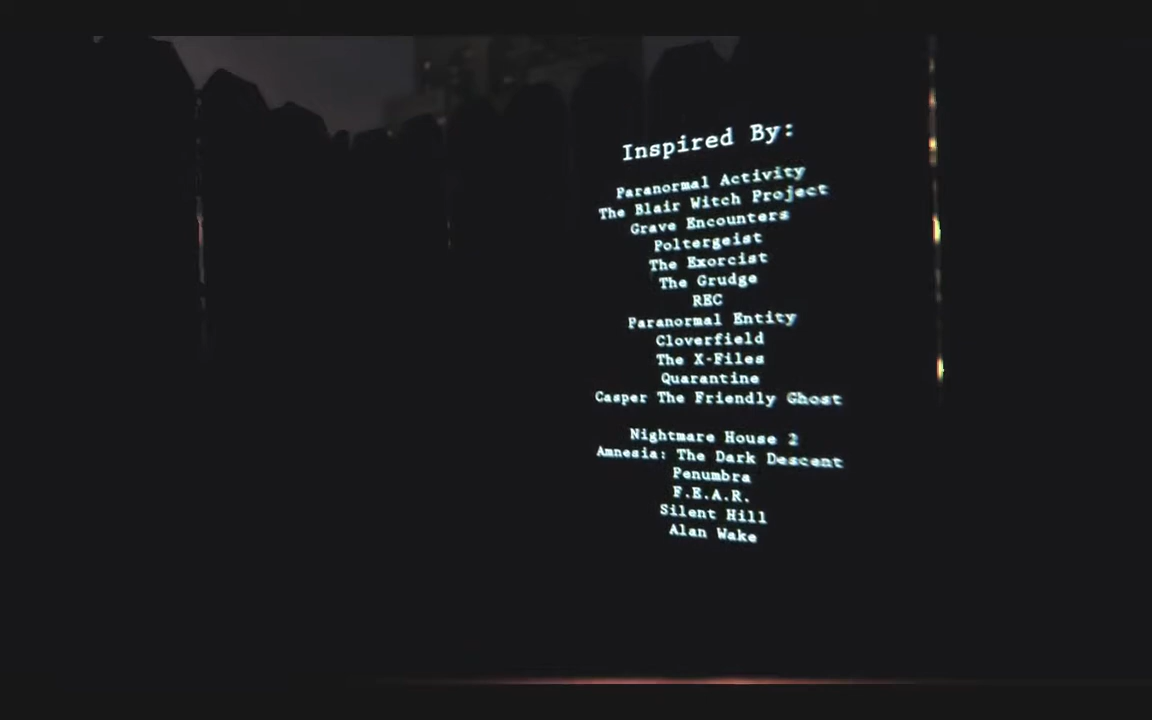 Inspired By:
Paranormal Activity
The Blair Witch Project
Grave Encounters
Poltergeist
The Exorcist
The Grudge
REC
Paranormal Entity
Cloverfield
The X-Files
Quarantine
Casper The Friendly Ghost
Nightmare House 2
Amnesia: The Dark Descent
Penumbra
F.E.A.R.
Silent Hill
Alan Wake